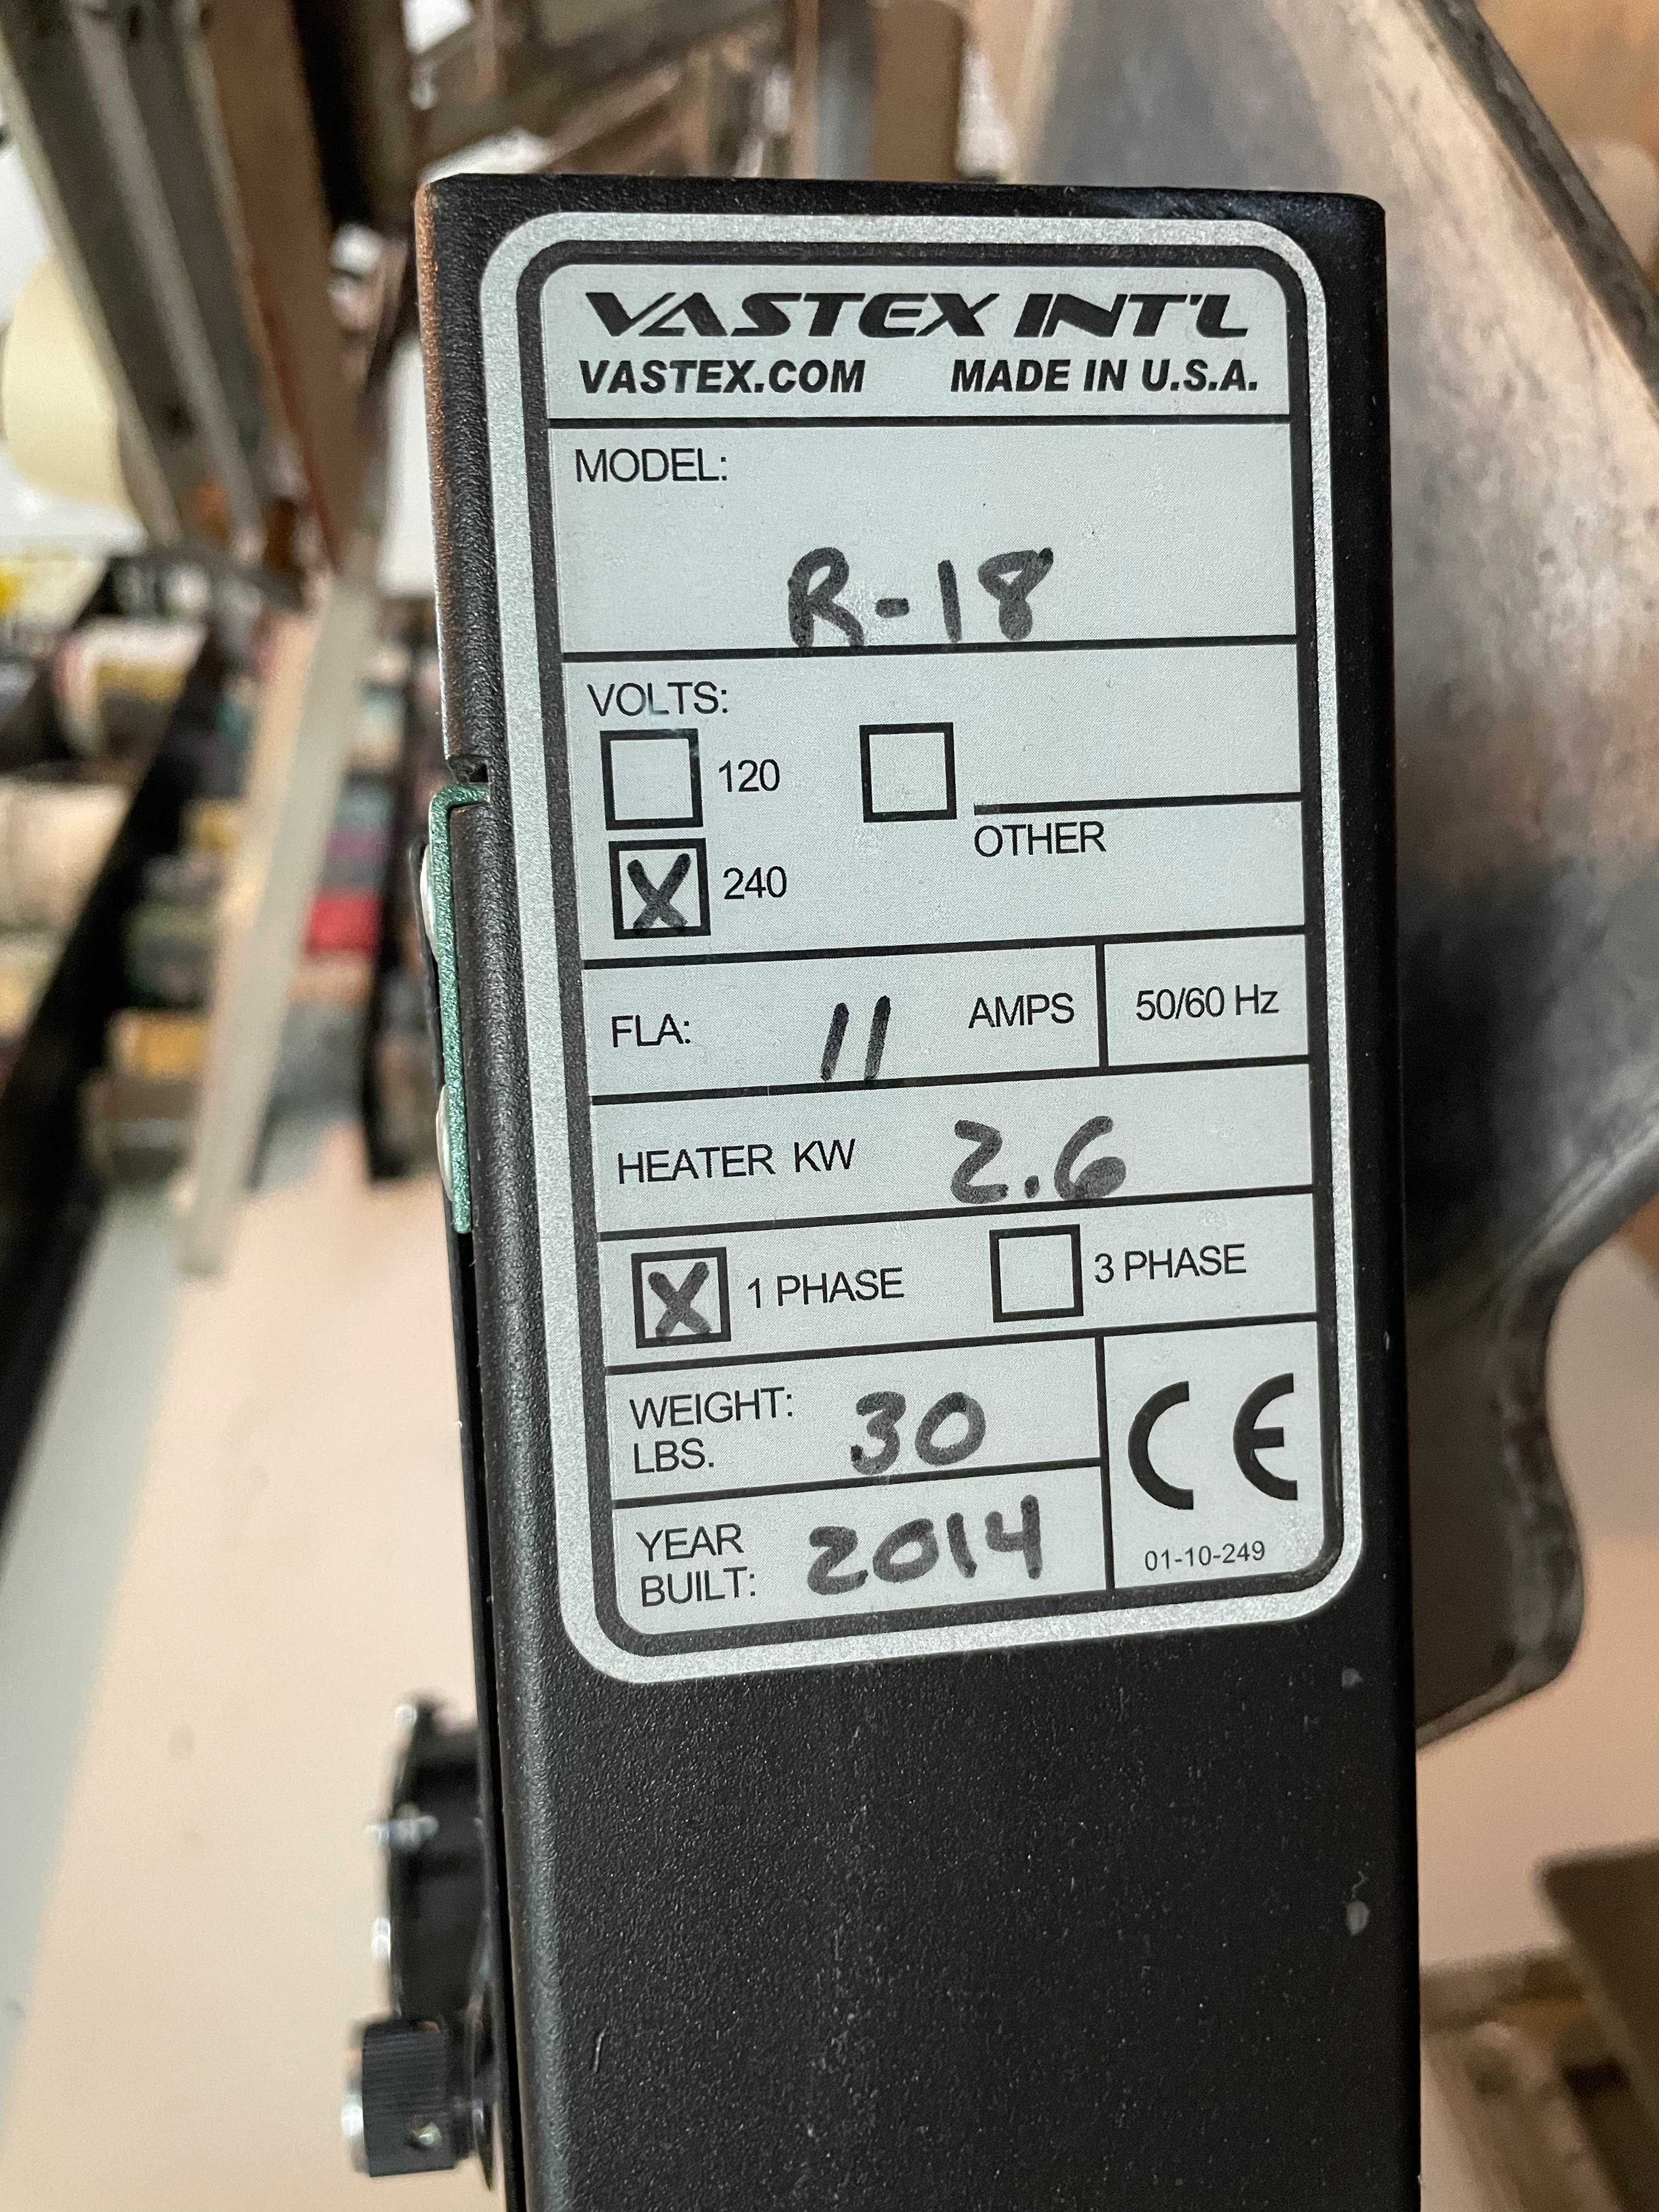 VASTEX INT'L
VASTEX.COM MADE IN U.S.A.
MODEL:
R-18
VOLTS:
120
OTHER
X 240
FLA: 11 AMPS 50/60 Hz
HEATER KW 2.6
X 1 PHASE 3 PHASE
WEIGHT: 30
LBS.
YEAR 2014
BUILT:
CE
01-10-249